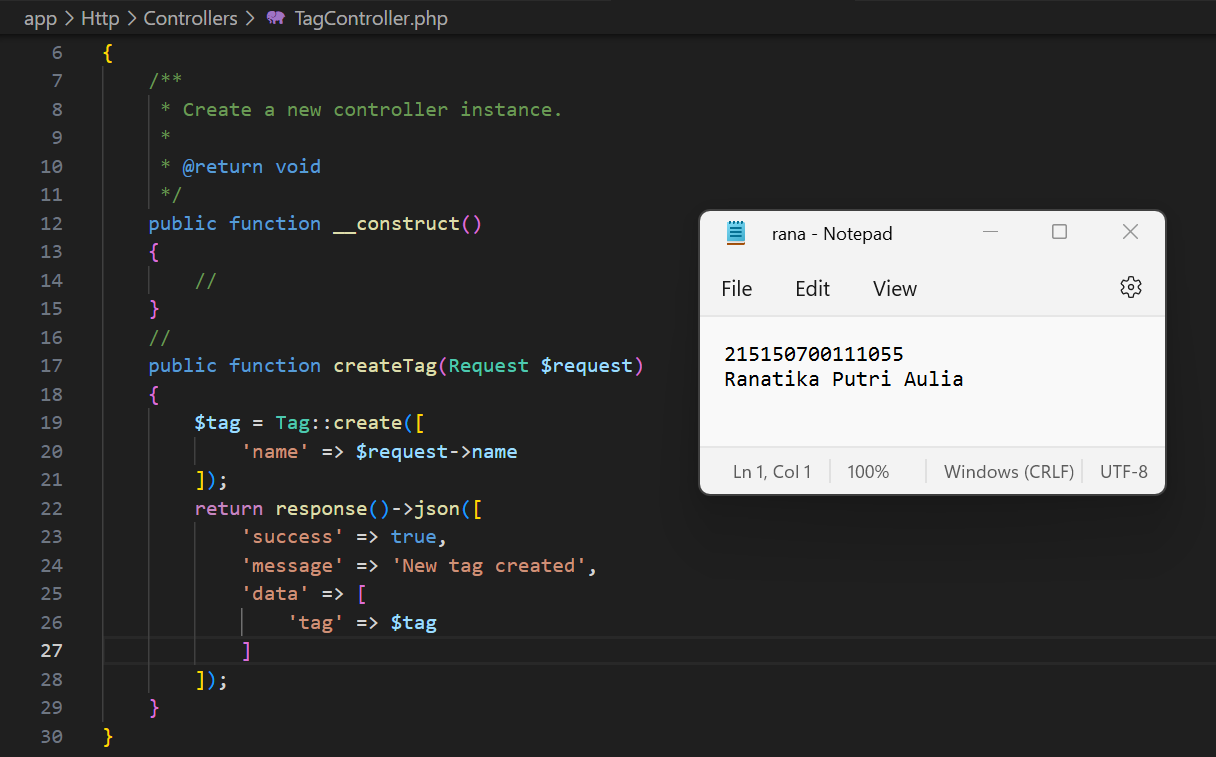 app > Http > Controllers > TagController.php
6 {
7 /**
8 * Create a new controller instance.
9 *
10 * @return void
11 */
12 public function __construct()
13 {
14 //
15 }
16 //
17 public function createTag(Request $request)
18 {
19 $tag = Tag::create([
20 'name' => $request->name
21 ]);
22 return response()->json([
23 'success' => true,
24 'message' => 'New tag created',
25 'data' => [
26 'tag' => $tag
27 ]
28 ]);
29 }
30 }
rana - Notepad
File Edit View
215150700111055
Ranatika Putri Aulia
Ln 1, Col 1 100% Windows (CRLF) UTF-8